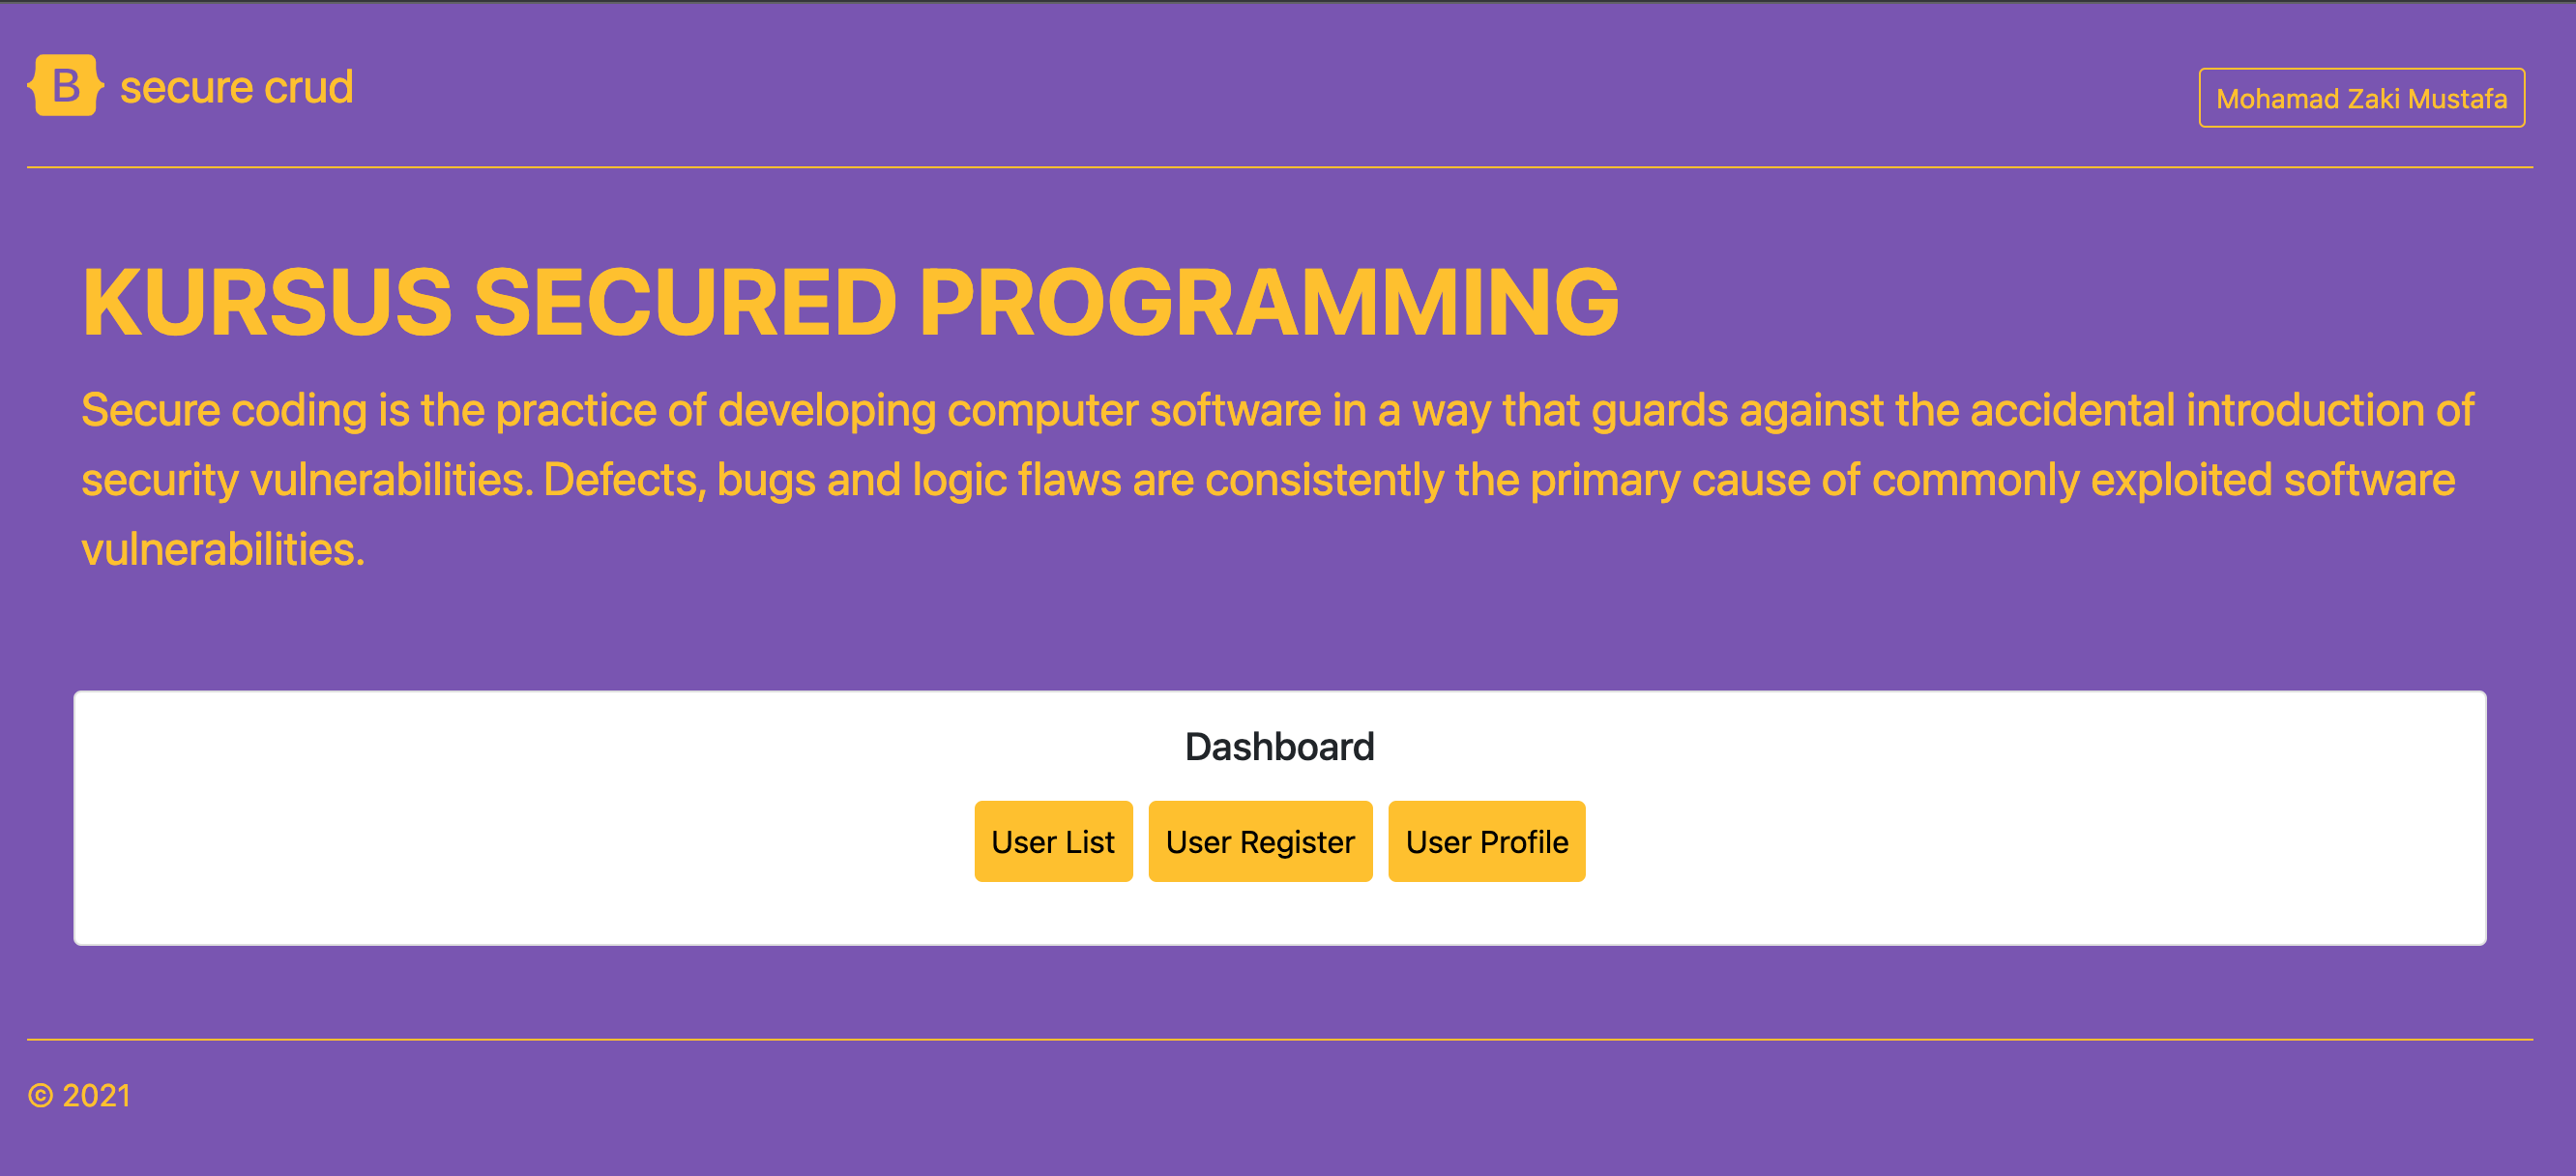 B secure crud
Mohamad Zaki Mustafa
KURSUS SECURED PROGRAMMING
Secure coding is the practice of developing computer software in a way that guards against the accidental introduction of
security vulnerabilities. Defects, bugs and logic flaws are consistently the primary cause of commonly exploited software
vulnerabilities.
Dashboard
User List
User Register
User Profile
© 2021